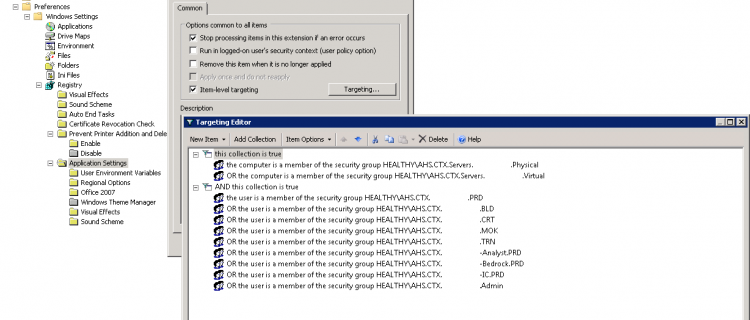 Preferences
Windows Settings
Applications
Drive Maps
Environment
Files
Folders
Ini Files
Registry
Visual Effects
Sound Scheme
Auto End Tasks
Certificate Revocation Check
Prevent Printer Addition and Dele
Enable
Disable
Application Settings
User Environment Variables
Regional Options
Office 2007
Windows Theme Manager
Visual Effects
Sound Scheme
Common
Options common to all items
Stop processing items in this extension if an error occurs
Run in logged-on user's security context (user policy option)
Remove this item when it is no longer applied
Apply once and do not reapply
Item-level targeting
Targeting...
Description
Targeting Editor
New Item Add Collection Item Options Delete Help
this collection is true
the computer is a member of the security group HEALTHY\AHS.CTX.Servers. .Physical
OR the computer is a member of the security group HEALTHY\AHS.CTX.Servers. .Virtual
AND this collection is true
the user is a member of the security group HEALTHY\AHS.CTX. .PRD
OR the user is a member of the security group HEALTHY\AHS.CTX. .BLD
OR the user is a member of the security group HEALTHY\AHS.CTX. .CRT
OR the user is a member of the security group HEALTHY\AHS.CTX. .MOK
OR the user is a member of the security group HEALTHY\AHS.CTX. .TRN
OR the user is a member of the security group HEALTHY\AHS.CTX. -Analyst.PRD
OR the user is a member of the security group HEALTHY\AHS.CTX. -Bedrock.PRD
OR the user is a member of the security group HEALTHY\AHS.CTX. -IC.PRD
OR the user is a member of the security group HEALTHY\AHS.CTX. .Admin